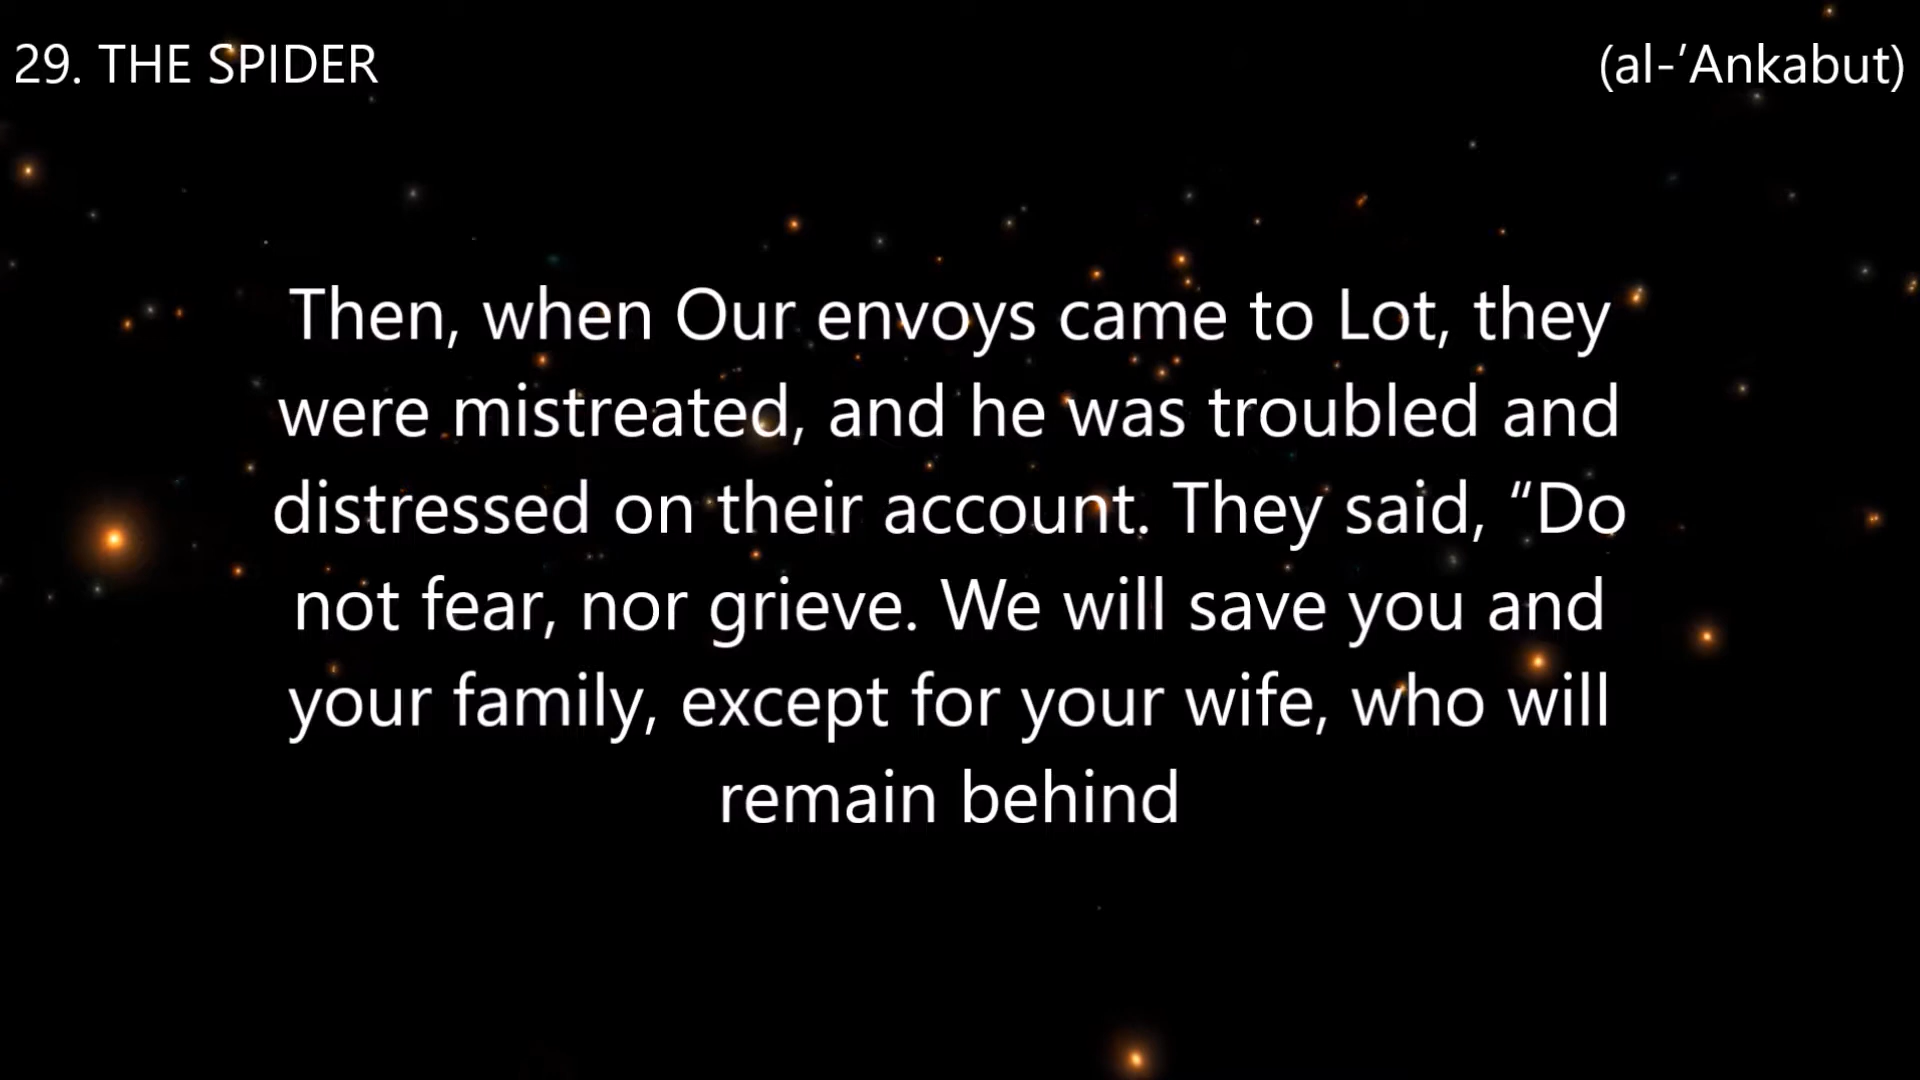 29. THE SPIDER
(al-’Ankabut)
Then, when Our envoys came to Lot, they
were mistreated, and he was troubled and
distressed on their account. They said, “Do
not fear, nor grieve. We will save you and
your family, except for your wife, who will
remain behind